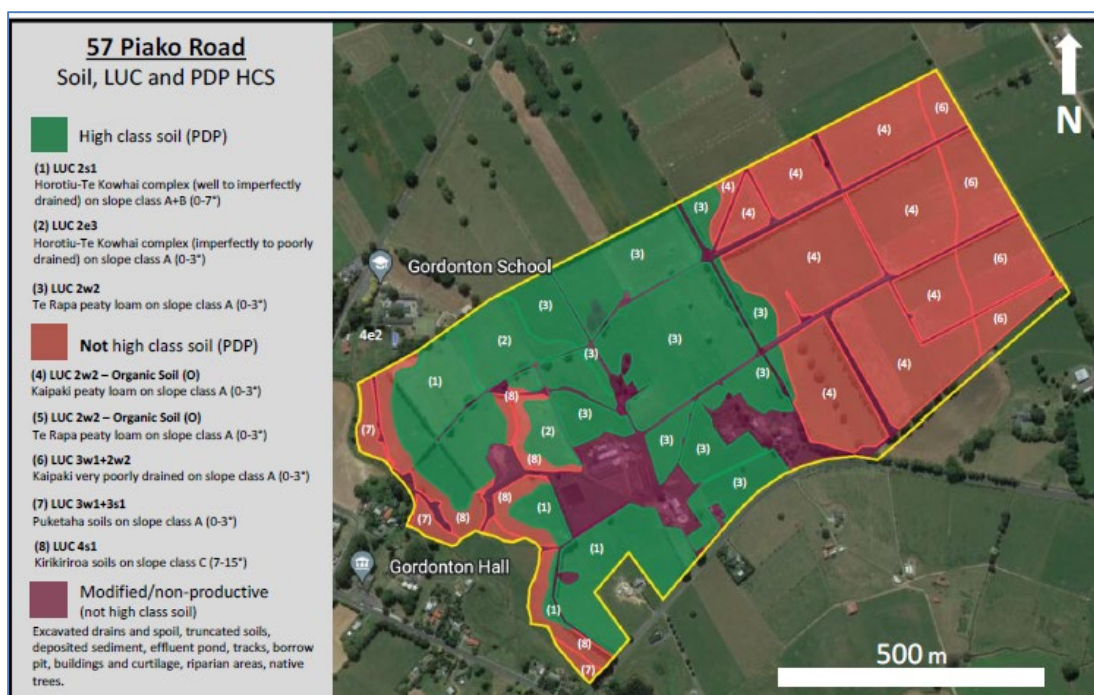 57 Piako Road
Soil, LUC and PDP HCS
High class soil (PDP)
(1) LUC 2s1
Horotiu-Te Kowhai complex (well to imperfectly
drained) on slope class A+B (0-7°)
(2) LUC 2e3
Horotiu-Te Kowhai complex (imperfectly to poorly
drained) on slope class A (0-3°)
(3) LUC 2w2
Te Rapa peaty loam on slope class A (0-3°)
Not high class soil (PDP)
(4) LUC 2w2 – Organic Soil (O)
Kaipaki peaty loam on slope class A (0-3°)
(5) LUC 2w2 – Organic Soil (O)
Te Rapa peaty loam on slope class A (0-3°)
(6) LUC 3w1+2w2
Kaipaki very poorly drained on slope class A (0-3°)
(7) LUC 3w1+3s1
Puketaha soils on slope class A (0-3°)
(8) LUC 4s1
Kirikiriroa soils on slope class C (7-15°)
Modified/non-productive
(not high class soil)
Excavated drains and spoil, truncated soils,
deposited sediment, effluent pond, tracks, borrow
pit, buildings and curtilage, riparian areas, native
trees.
N
(6)
(4)
(4)
(4)
(6)
(3)
(4)
(4)
(3)
(4)
(6)
Gordonton School
(3)
(4)
(6)
4e2
(2)
(3)
(3)
(3)
(4)
(6)
(1)
(3)
(4)
(4)
(8)
(3)
(7)
(2)
(3)
(3)
(8)
(3)
(8)
(1)
(7)
(8)
(1)
Gordonton Hall
(1)
(8)
(7)
500 m